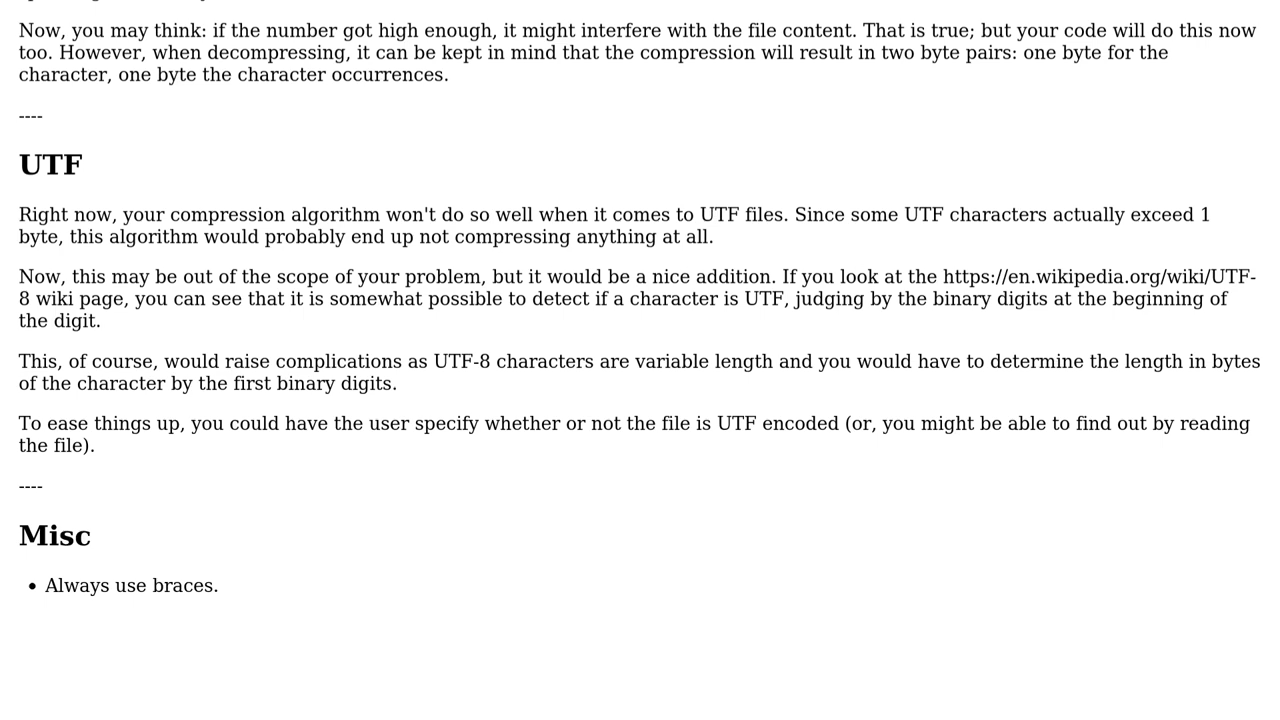 Now, you may think: if the number got high enough, it might interfere with the file content. That is true; but your code will do this now
too. However, when decompressing, it can be kept in mind that the compression will result in two byte pairs: one byte for the
character, one byte the character occurrences.
----
UTF
Right now, your compression algorithm won't do so well when it comes to UTF files. Since some UTF characters actually exceed 1
byte, this algorithm would probably end up not compressing anything at all.
Now, this may be out of the scope of your problem, but it would be a nice addition. If you look at the https://en.wikipedia.org/wiki/UTF-
8 wiki page, you can see that it is somewhat possible to detect if a character is UTF, judging by the binary digits at the beginning of
the digit.
This, of course, would raise complications as UTF-8 characters are variable length and you would have to determine the length in bytes
of the character by the first binary digits.
To ease things up, you could have the user specify whether or not the file is UTF encoded (or, you might be able to find out by reading
the file).
----
Misc
• Always use braces.